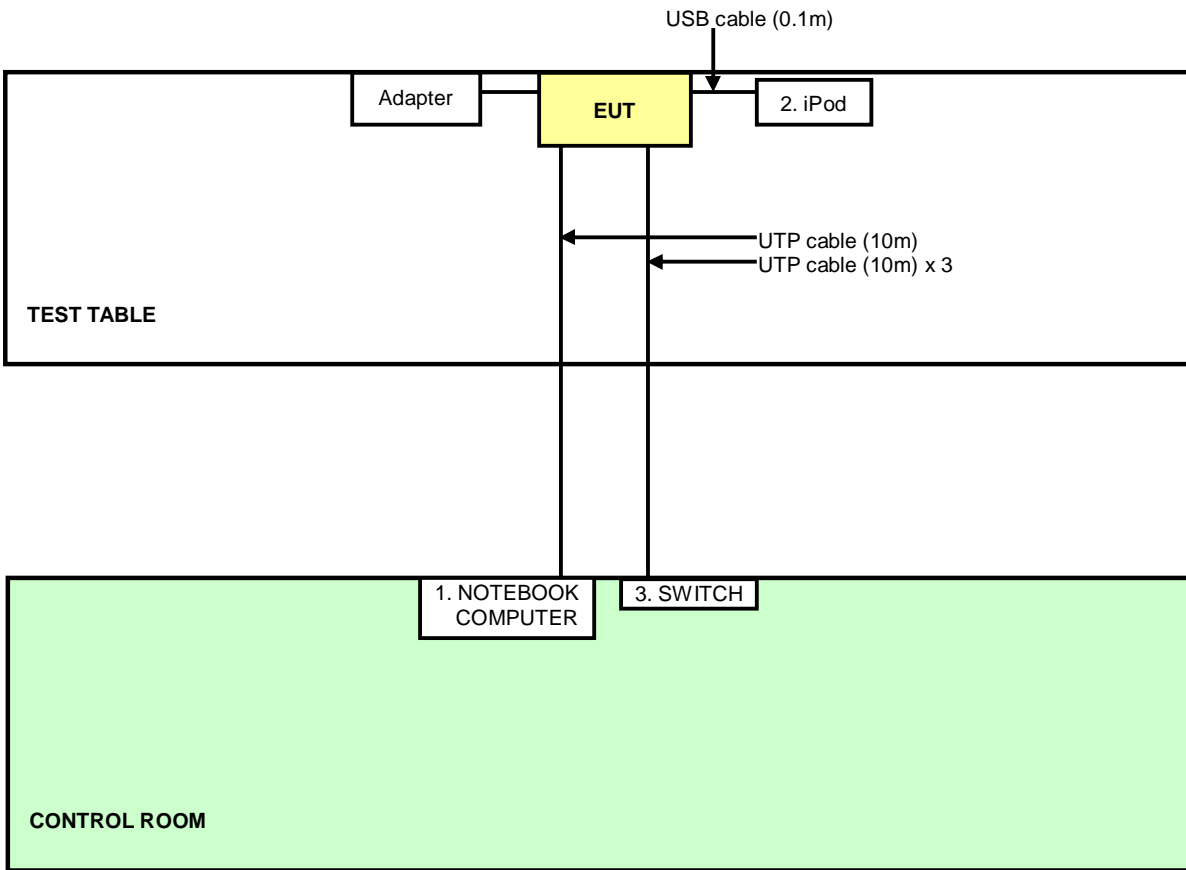 USB cable (0.1m)
Adapter
EUT
2. iPod
UTP cable (10m)
UTP cable (10m) x 3
TEST TABLE
1. NOTEBOOK
COMPUTER
3. SWITCH
CONTROL ROOM